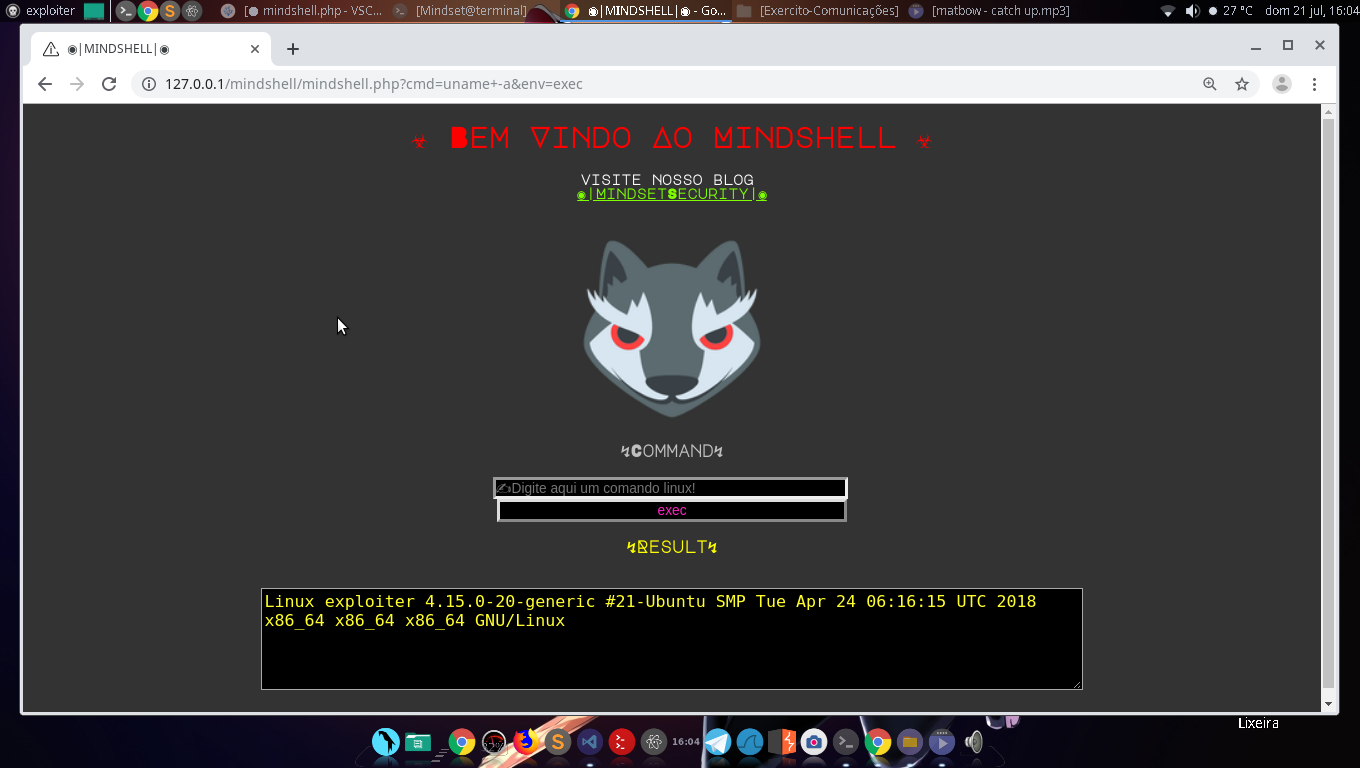 exploiter
[● mindshell.php - VSC...
[Mindset@terminal]
◉|MINDSHELL|◉ - Go...
[Exercito-Comunicações]
[matbow - catch up.mp3]
27 °C
dom 21 jul, 16:04
◉|MINDSHELL|◉
127.0.0.1/mindshell/mindshell.php?cmd=uname+-a&env=exec
☣ BEM VINDO AO MINDSHELL ☣
VISITE NOSSO BLOG
◉|MINDSETSECURITY|◉
↯COMMAND↯
✍Digite aqui um comando linux!
exec
↯RESULT↯
Linux exploiter 4.15.0-20-generic #21-Ubuntu SMP Tue Apr 24 06:16:15 UTC 2018
x86_64 x86_64 x86_64 GNU/Linux
Lixeira
16:04